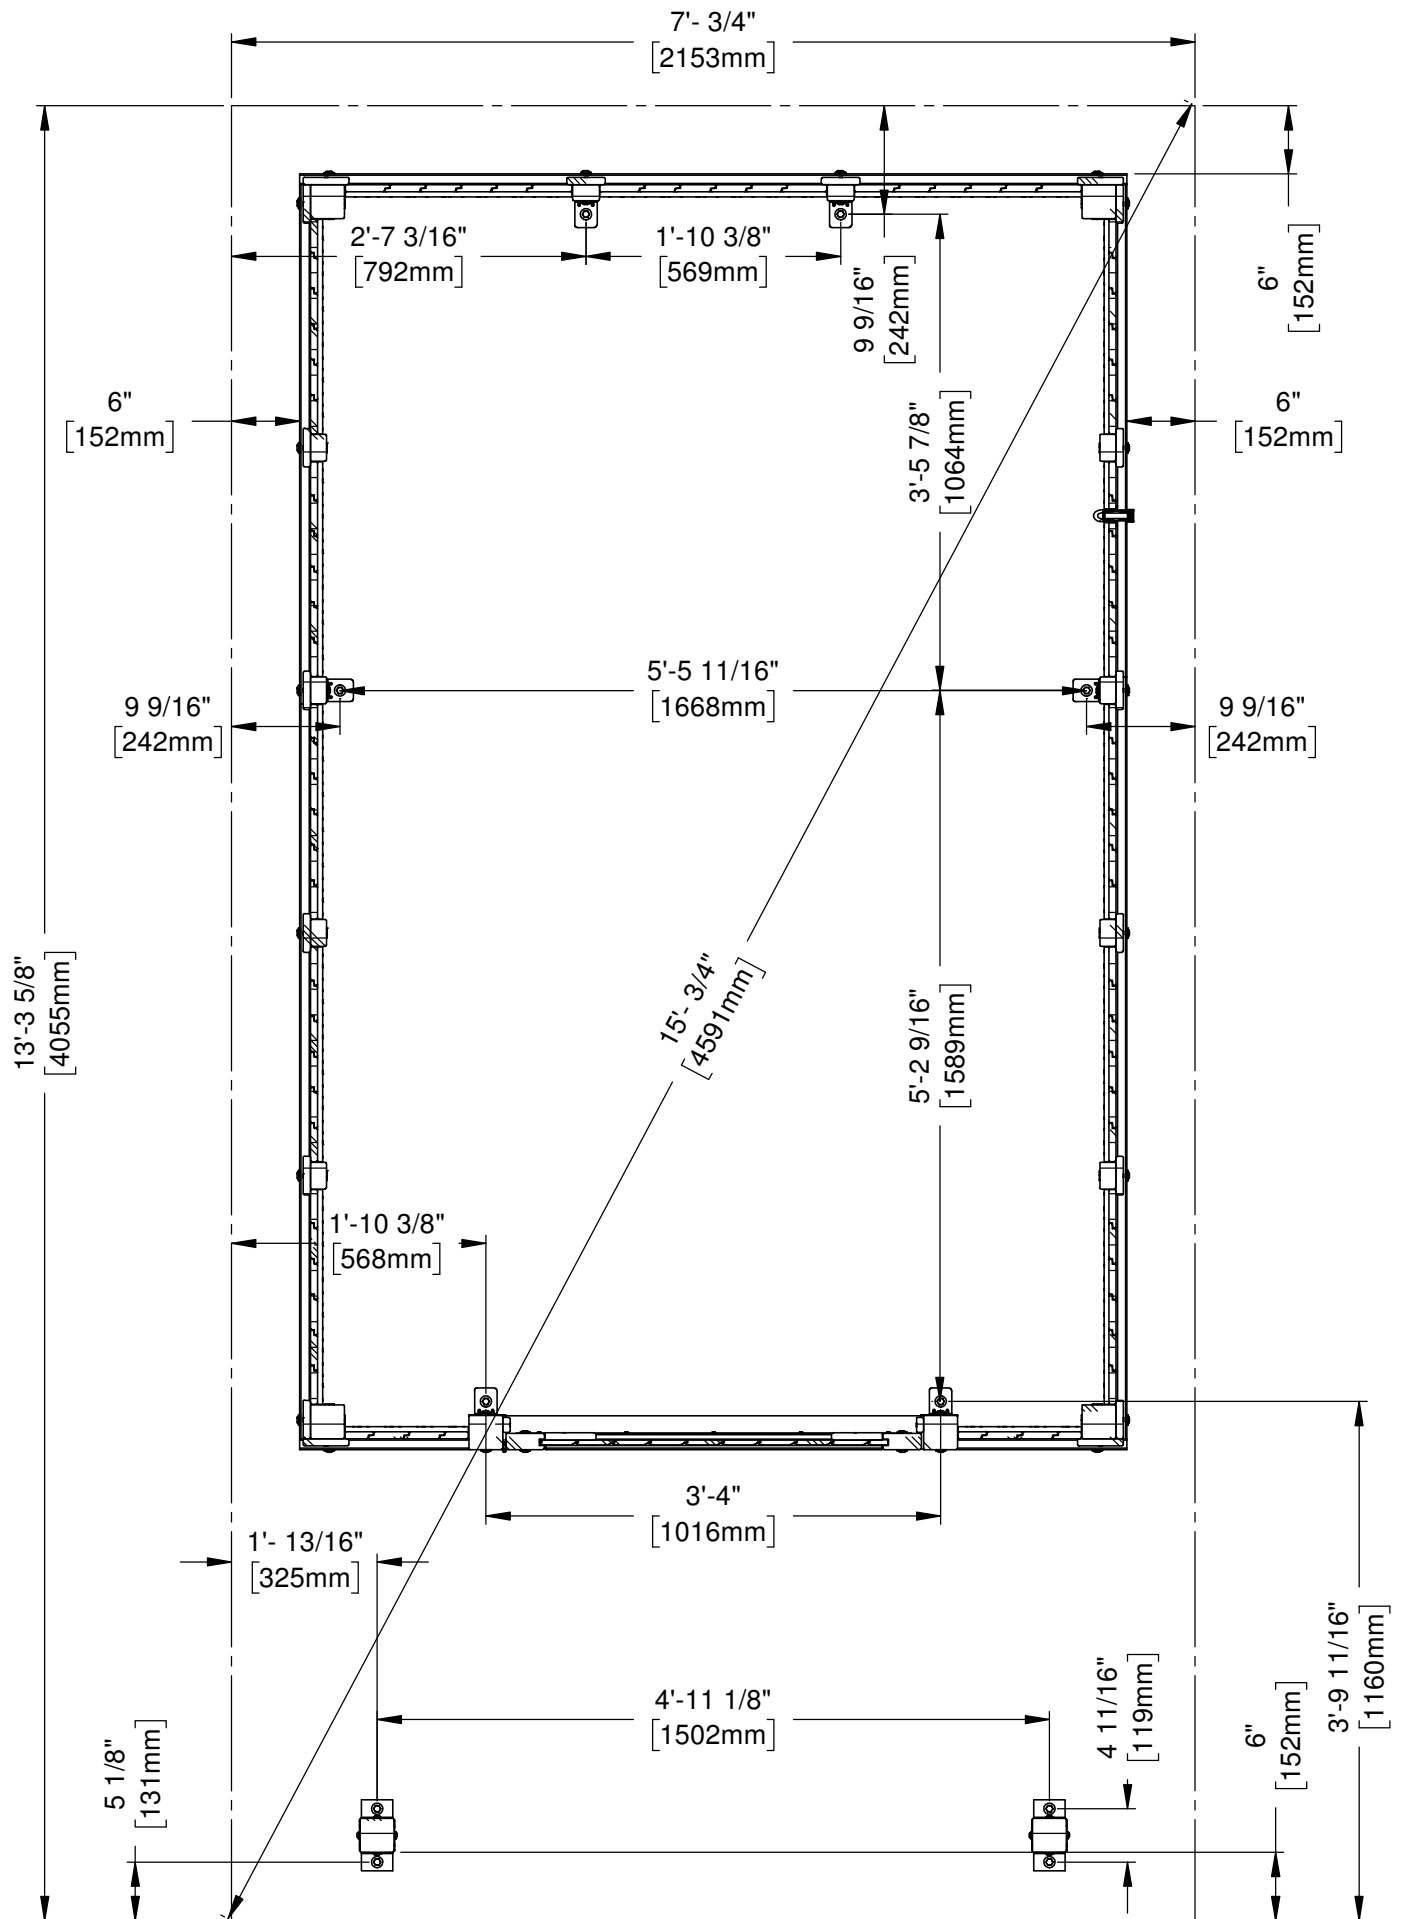 7'- 3/4"
[2153mm]
2'-7 3/16"
[792mm]
1'-10 3/8"
[569mm]
9 9/16"
[242mm]
6"
[152mm]
6"
[152mm]
3'-5 7/8"
[1064mm]
6"
[152mm]
5'-5 11/16"
[1668mm]
9 9/16"
[242mm]
9 9/16"
[242mm]
13'-3 5/8"
[4055mm]
15'- 3/4"
[4591mm]
5'-2 9/16"
[1589mm]
1'-10 3/8"
[568mm]
3'-4"
[1016mm]
1'- 13/16"
[325mm]
3'-9 11/16"
[1160mm]
4'-11 1/8"
[1502mm]
4 11/16"
[119mm]
6"
[152mm]
5 1/8"
[131mm]